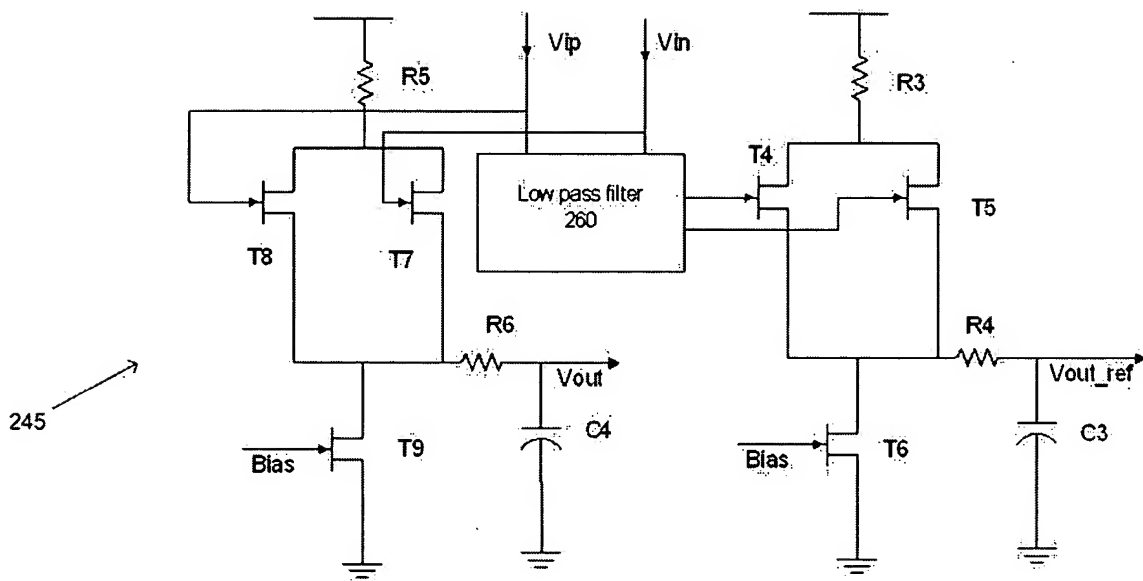 Vip
Vin
R5
R3
T4
Low pass filter
260
T5
T8
T7
R6
R4
Vout
Vout_ref
245
T9
C4
T6
C3
Bias
Bias